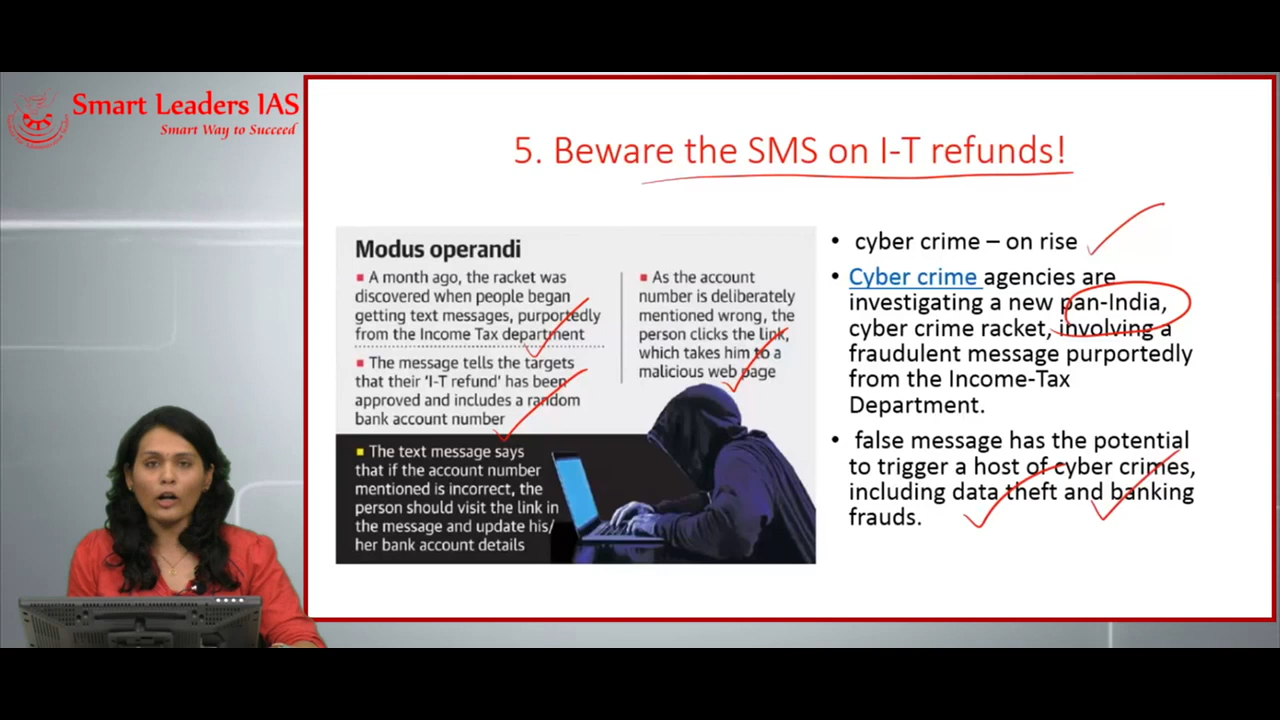 Smart Leaders IAS
Smart Way to Succeed
5. Beware the SMS on I-T refunds!
Modus operandi
A month ago, the racket was
discovered when people began
getting text messages, purportedly
from the Income Tax department
The message tells the targets
that their 'I-T refund' has been
approved and includes a random
bank account number
The text message says
that if the account number
mentioned is incorrect, the
person should visit the link in
the message and update his/
her bank account details
As the account
number is deliberately
mentioned wrong, the
person clicks the link,
which takes him to a
malicious web page
• cyber crime – on rise
• Cyber crime agencies are
investigating a new pan-India,
cyber crime racket, involving a
fraudulent message purportedly
from the Income-Tax
Department.
• false message has the potential
to trigger a host of cyber crimes,
including data theft and banking
frauds.